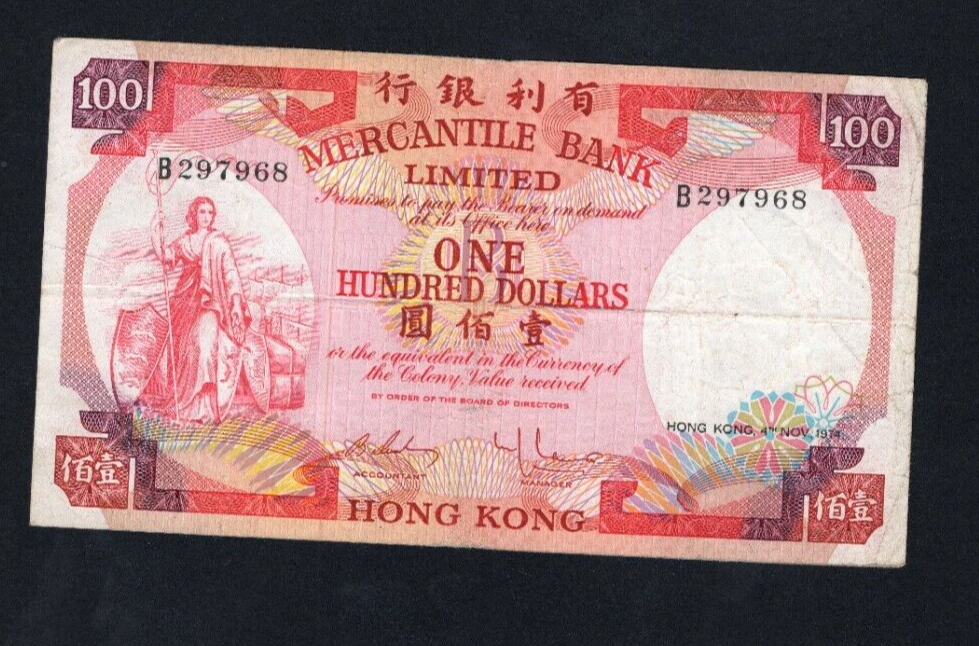 行銀利有
100
100
MERCANTILE BANK
LIMITED
B297968
B297968
Promises to pay the Bearer on demand
at its Office here
ONE
HUNDRED DOLLARS
圓佰壹
or the equivalent in the Currency of
the Colony, Value received
BY ORDER OF THE BOARD OF DIRECTORS
HONG KONG, 4TH NOV. 1974.
ACCOUNTANT
MANAGER
佰壹
佰壹
HONG KONG